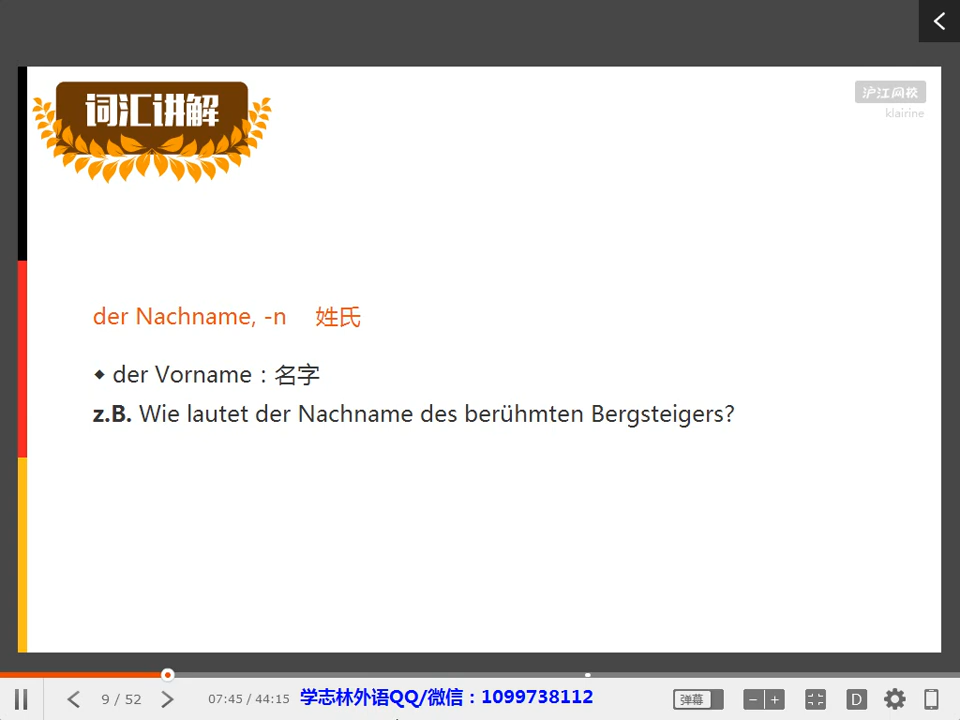 词汇讲解
沪江网校
klairine
der Nachname, -n 姓氏
◆ der Vorname：名字
z.B. Wie lautet der Nachname des berühmten Bergsteigers?
9 / 52
07:45 / 44:15
学志林外语QQ/微信：1099738112
弹幕
D